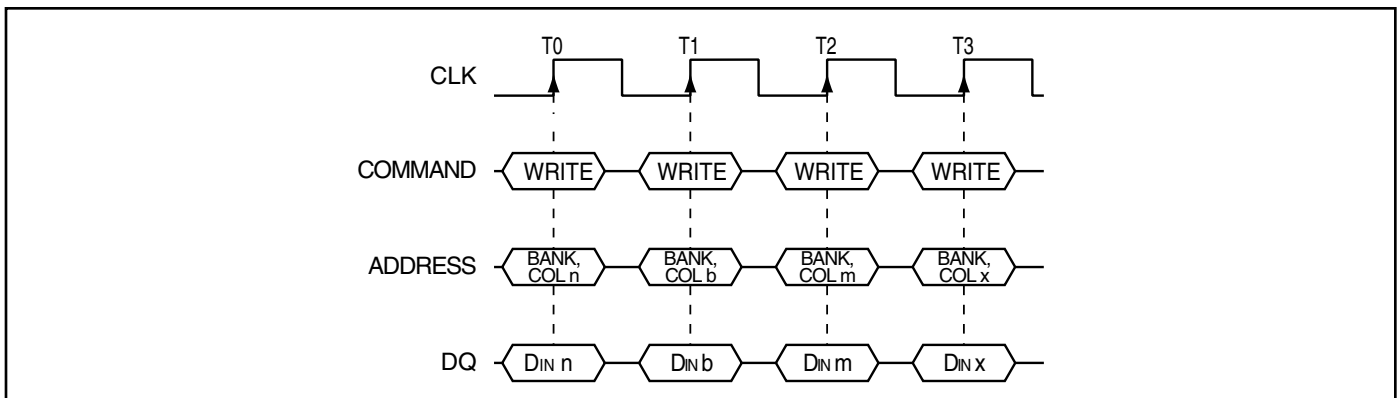 T0 T1 T2 T3
CLK
COMMAND WRITE WRITE WRITE WRITE
ADDRESS BANK, BANK, BANK, BANK,
COL n COL b COL m COL x
DQ DIN n DIN b DIN m DIN x